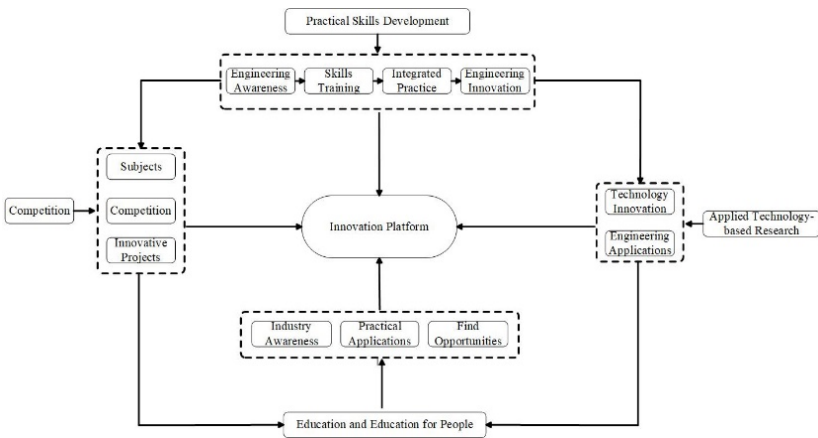 Practical Skills Development
Engineering
Awareness
Skills
Training
Integrated
Practice
Engineering
Innovation
Subjects
Competition
Competition
Innovative
Projects
Innovation Platform
Technology
Innovation
Engineering
Applications
Applied Technology-
based Research
Industry
Awareness
Practical
Applications
Find
Opportunities
Education and Education for People